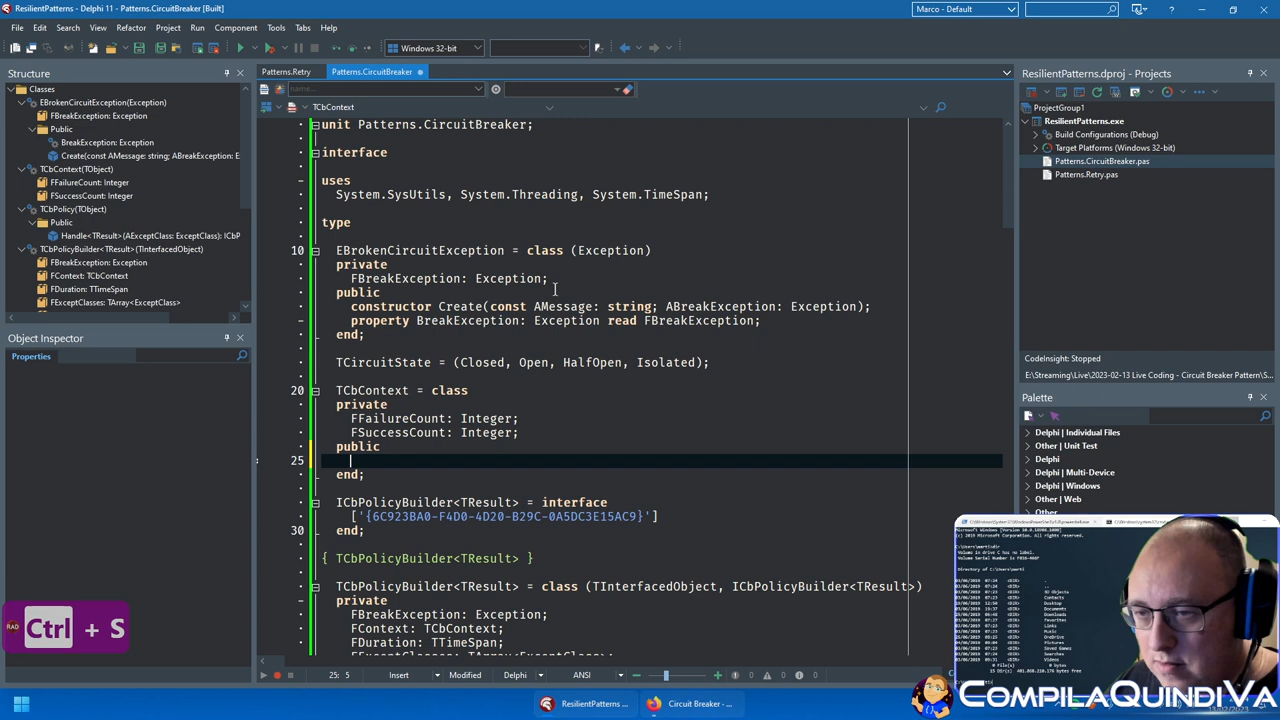 ResilientPatterns - Delphi 11 - Patterns.CircuitBreaker [Built]
Marco - Default
File Edit Search View Refactor Project Run Component Tools Tabs Help
Windows 32-bit
Structure
Classes
EBrokenCircuitException(Exception)
FBreakException: Exception
Public
BreakException: Exception
Create(const AMessage: string; ABreakException: E
TCbContext(TObject)
FFailureCount: Integer
FSuccessCount: Integer
TCbPolicy(TObject)
Public
Handle<TResult>(AExceptClass: ExceptClass): ICbP
TCbPolicyBuilder<TResult>(TInterfacedObject)
FBreakException: Exception
FContext: TCbContext
FDuration: TTimeSpan
FExceptClasses: TArray<ExceptClass>
Object Inspector
Properties
Patterns.Retry
Patterns.CircuitBreaker
name...
TCbContext
unit Patterns.CircuitBreaker;
interface
uses
System.SysUtils, System.Threading, System.TimeSpan;
type
10 EBrokenCircuitException = class (Exception)
private
FBreakException: Exception;
public
constructor Create(const AMessage: string; ABreakException: Exception);
property BreakException: Exception read FBreakException;
end;
TCircuitState = (Closed, Open, HalfOpen, Isolated);
20 TCbContext = class
private
FFailureCount: Integer;
FSuccessCount: Integer;
public
25
end;
ICbPolicyBuilder<TResult> = interface
['{6C923BA0-F4D0-4D20-B29C-0A5DC3E15AC9}']
30 end;
{ TCbPolicyBuilder<TResult> }
TCbPolicyBuilder<TResult> = class (TInterfacedObject, ICbPolicyBuilder<TResult>)
private
FBreakException: Exception;
FContext: TCbContext;
FDuration: TTimeSpan;
Insert
Modified
Delphi
ANSI
0
0
0
ResilientPatterns.dproj - Projects
ProjectGroup1
ResilientPatterns.exe
Build Configurations (Debug)
Target Platforms (Windows 32-bit)
Patterns.CircuitBreaker.pas
Patterns.Retry.pas
CodeInsight: Stopped
E:\Streaming\Live\2023-02-13 Live Coding - Circuit Breaker Pattern\S...
Palette
Delphi | Individual Files
Other | Unit Test
Delphi
Delphi | Multi-Device
Delphi | Windows
Other | Web
Other
RAD
Ctrl + S
ResilientPatterns ...
Circuit Breaker - ...
COMPILAQUINDIVA